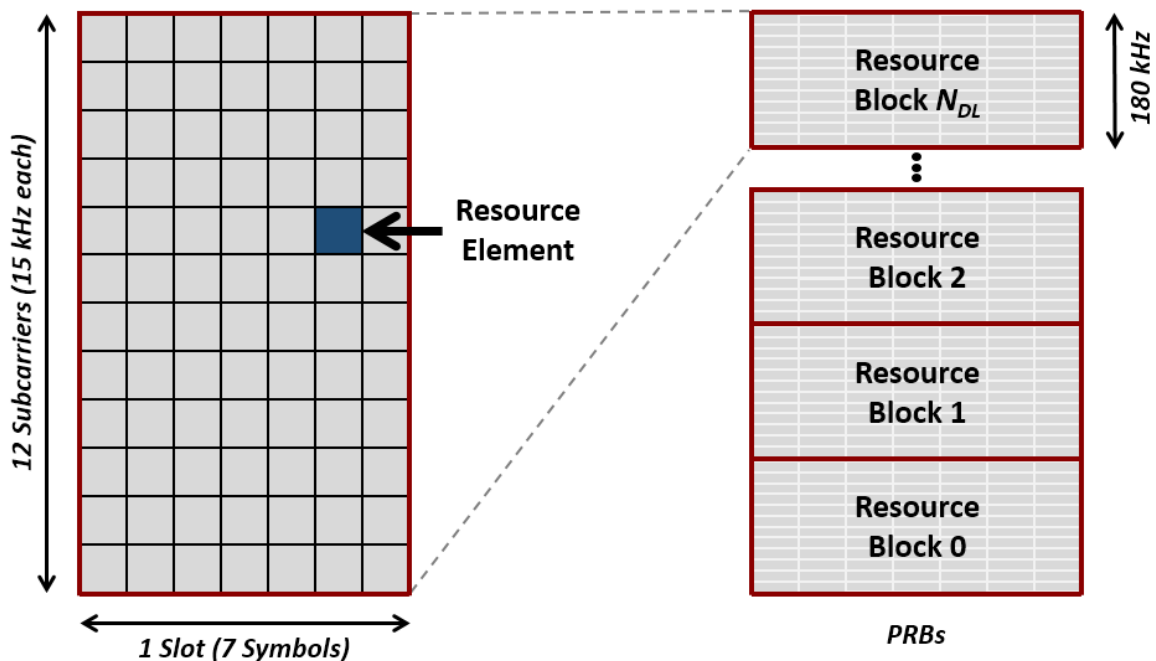 12 Subcarriers (15 kHz each)
1 Slot (7 Symbols)
Resource
Element
Resource
Block N_DL
180 kHz
Resource
Block 2
Resource
Block 1
Resource
Block 0
PRBs